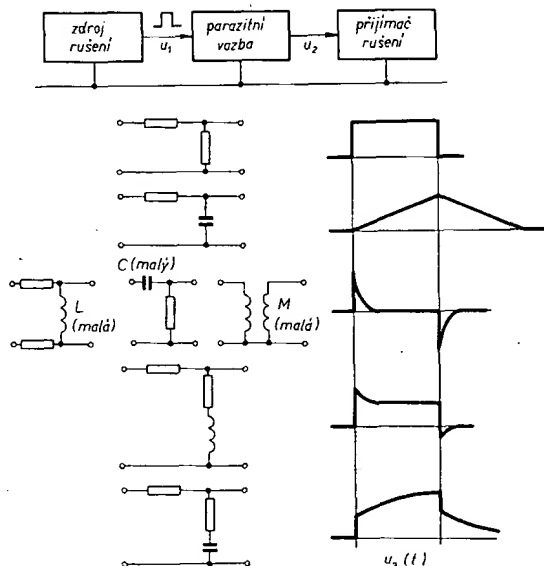 zdroj rušení
u1
parazitní vazba
u2
přijímač rušení
C (malý)
L (malá)
M (malá)
u2 (t)